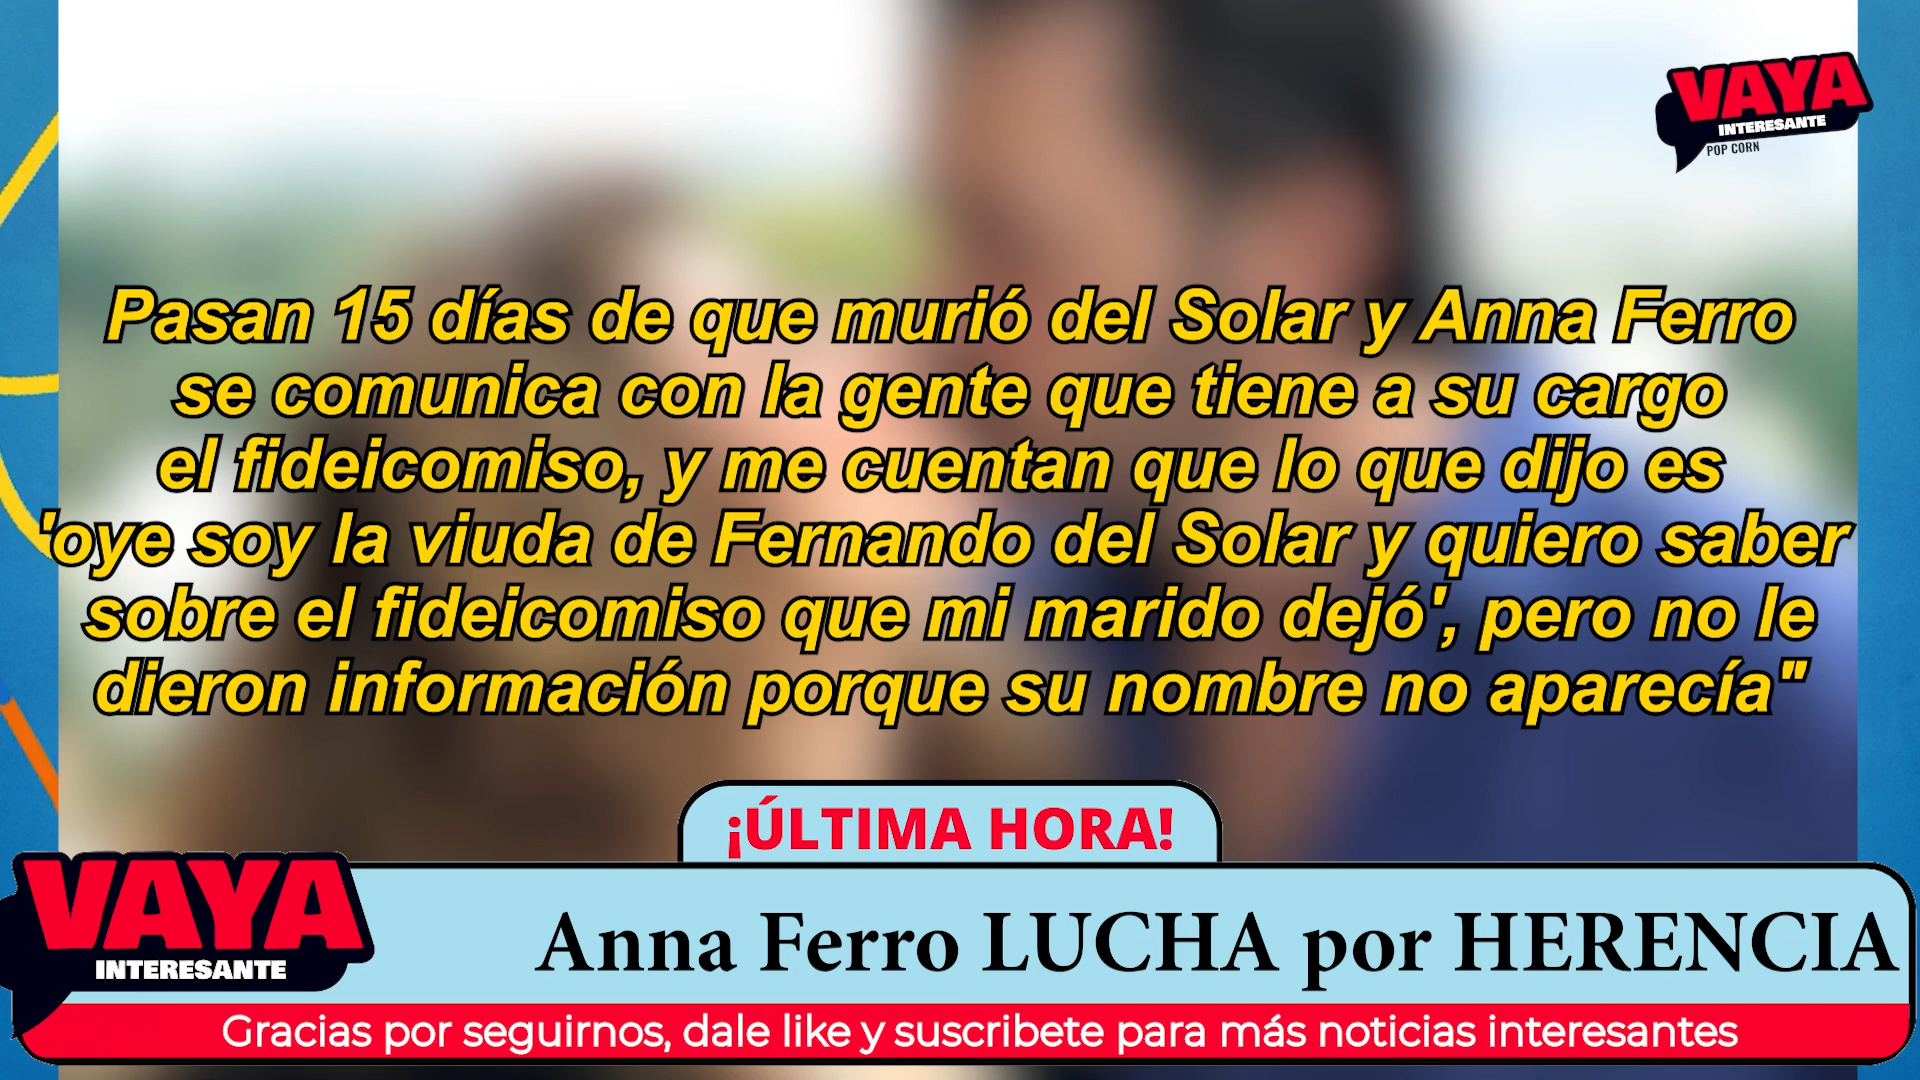 VAYA
INTERESANTE
POP CORN
Pasan 15 días de que murió del Solar y Anna Ferro
se comunica con la gente que tiene a su cargo
el fideicomiso, y me cuentan que lo que dijo es
'oye soy la viuda de Fernando del Solar y quiero saber
sobre el fideicomiso que mi marido dejó', pero no le
dieron información porque su nombre no aparecía"
¡ÚLTIMA HORA!
VAYA
INTERESANTE
Anna Ferro LUCHA por HERENCIA
Gracias por seguirnos, dale like y suscribete para más noticias interesantes